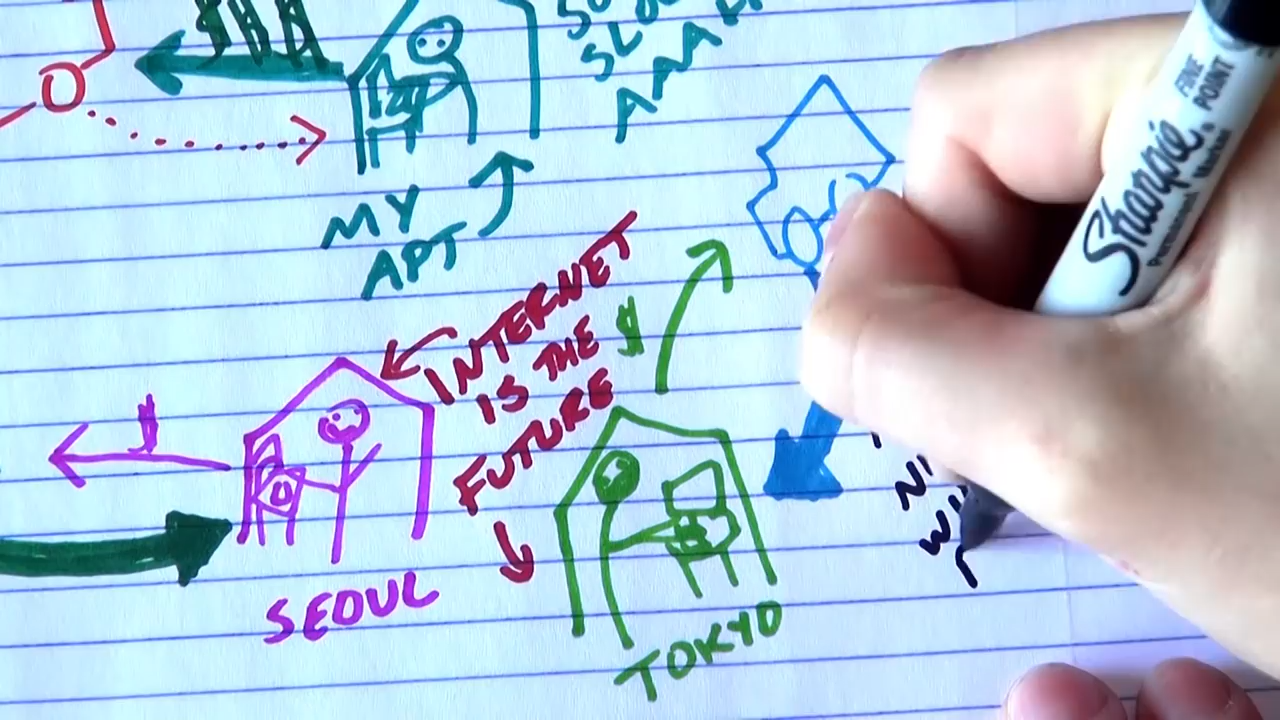 MY
APT
INTERNET
IS THE
FUTURE
$
$
SEOUL
TOKYO
Sharpie.
FINE
POINT